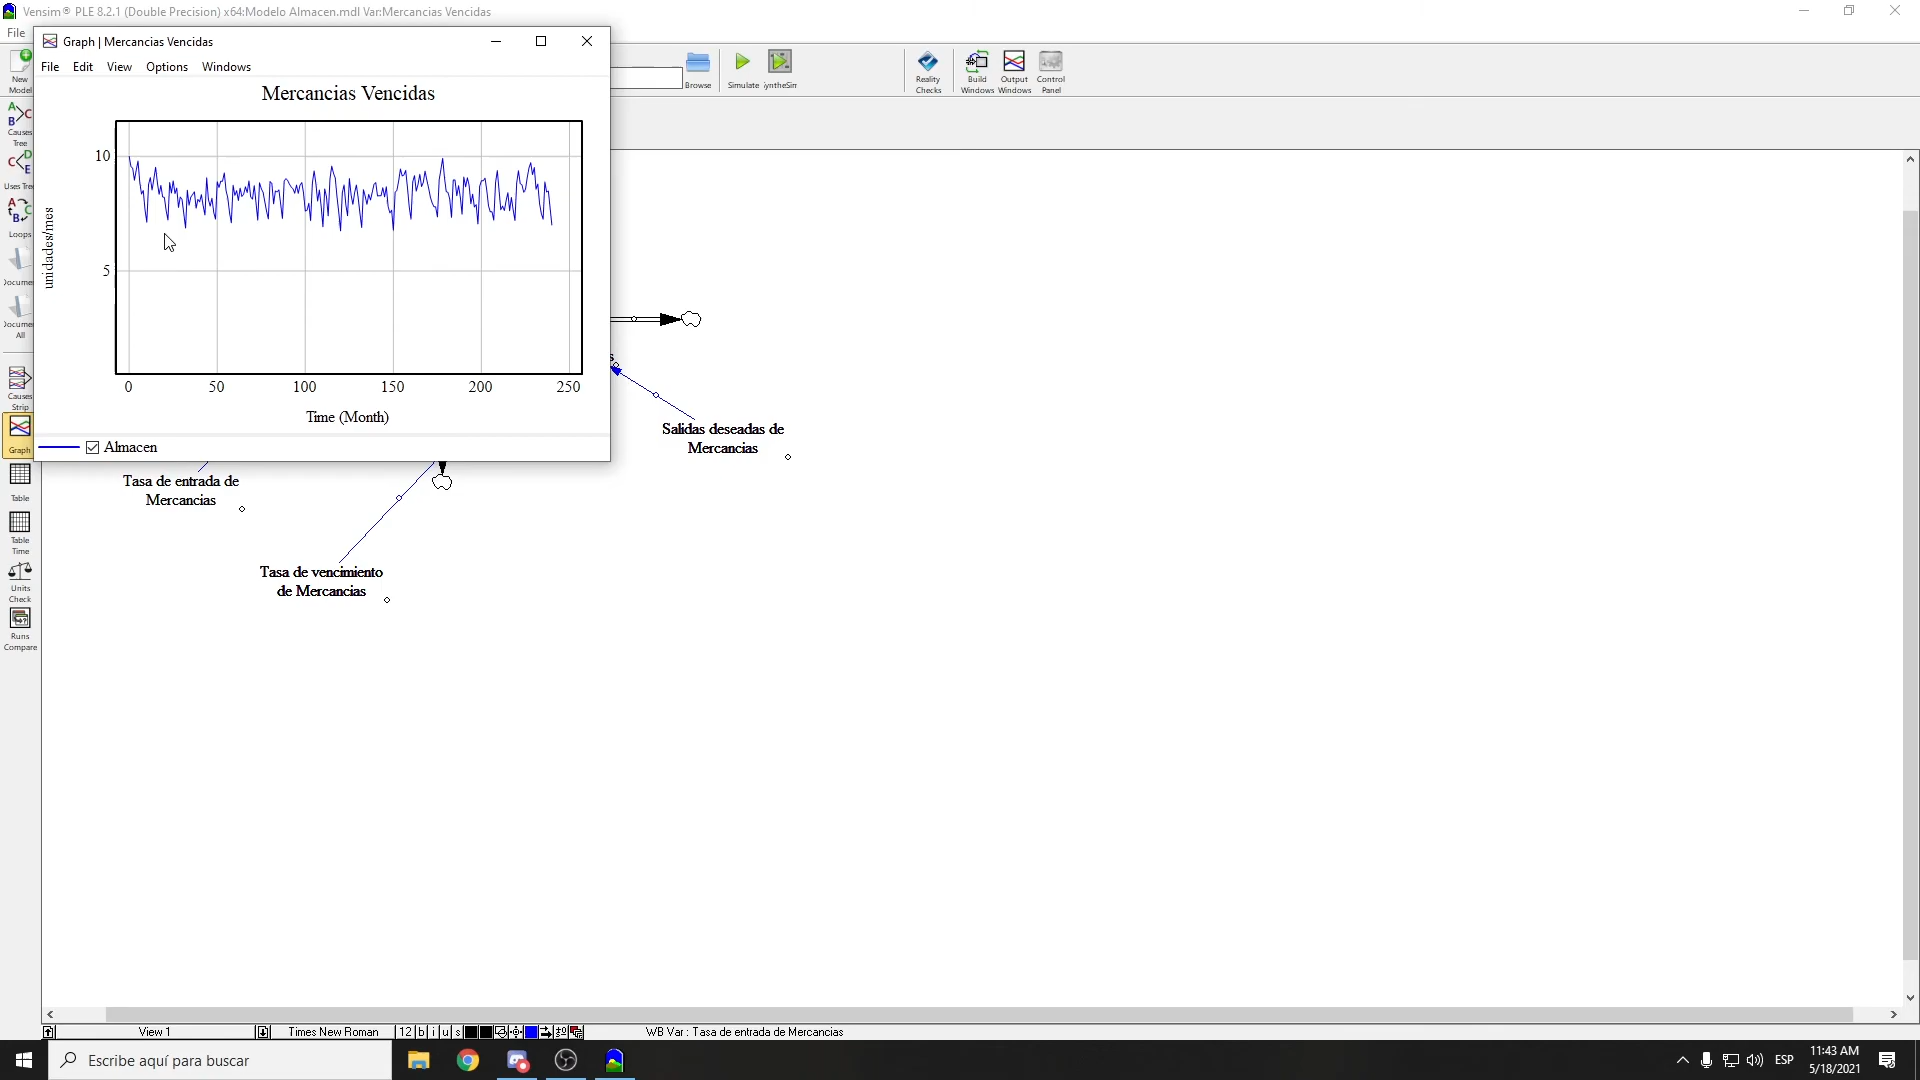 Vensim® PLE 8.2.1 (Double Precision) x64:Modelo Almacen.mdl Var:Mercancias Vencidas
File
Graph | Mercancias Vencidas
File Edit View Options Windows
New
Model
Browse
Simulate
Reality
Checks
Build
Windows
Output
Windows
Control
Panel
Causes
Tree
Uses Tree
Loops
Causes
Strip
Graph
Table
Table
Time
Units
Check
Runs
Compare
Mercancias Vencidas
10
5
unidades/mes
0 50 100 150 200 250
Time (Month)
Almacen
Salidas deseadas de
Mercancias
Tasa de entrada de
Mercancias
Tasa de vencimiento
de Mercancias
View 1
Times New Roman
12 b i u s
WB Var : Tasa de entrada de Mercancias
Escribe aquí para buscar
ESP
11:43 AM
5/18/2021